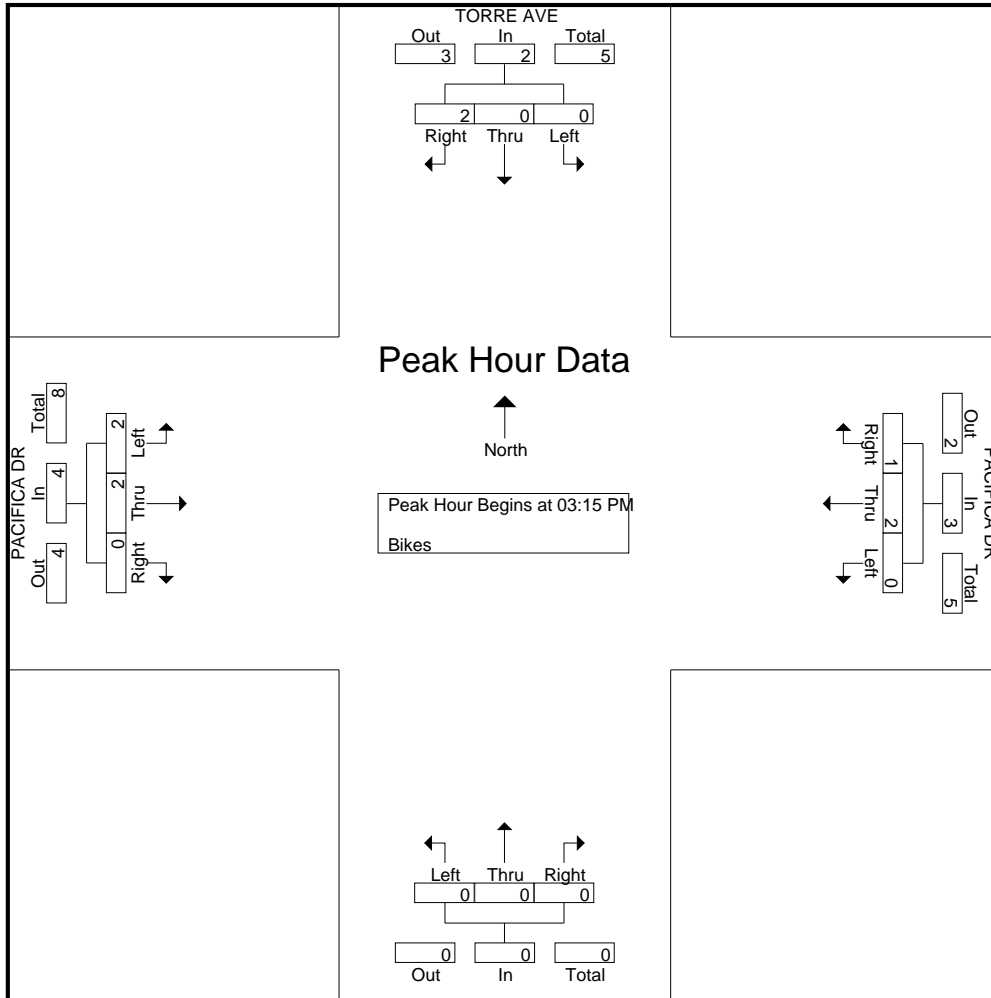 TORRE AVE
Out In Total
3 2 5
2 0 0
Right Thru Left
Peak Hour Data
North
Peak Hour Begins at 03:15 PM
Bikes
PACIFICA DR
Total In Out
8 4 4
2 2 0
Left Thru Right
PACIFICA DR
Out In Total
2 3 5
1 2 0
Right Thru Left
Left Thru Right
0 0 0
0 0 0
Out In Total